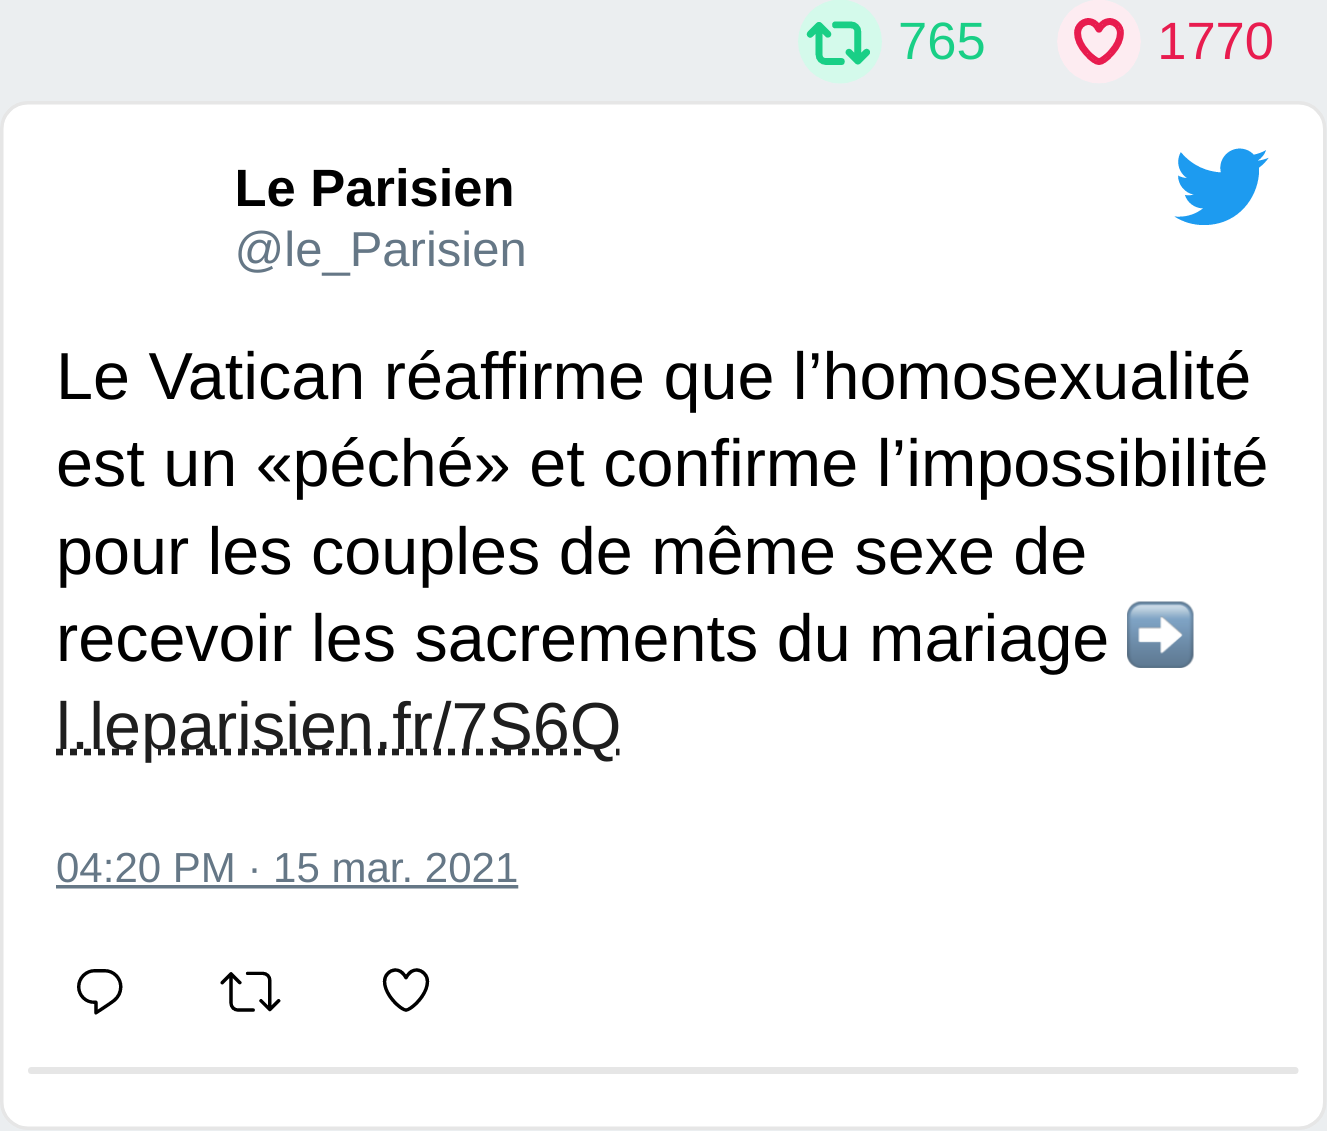 765 1770
Le Parisien
@le_Parisien
Le Vatican réaffirme que l’homosexualité
est un «péché» et confirme l’impossibilité
pour les couples de même sexe de
recevoir les sacrements du mariage ➡️
l.leparisien.fr/7S6Q
04:20 PM · 15 mar. 2021